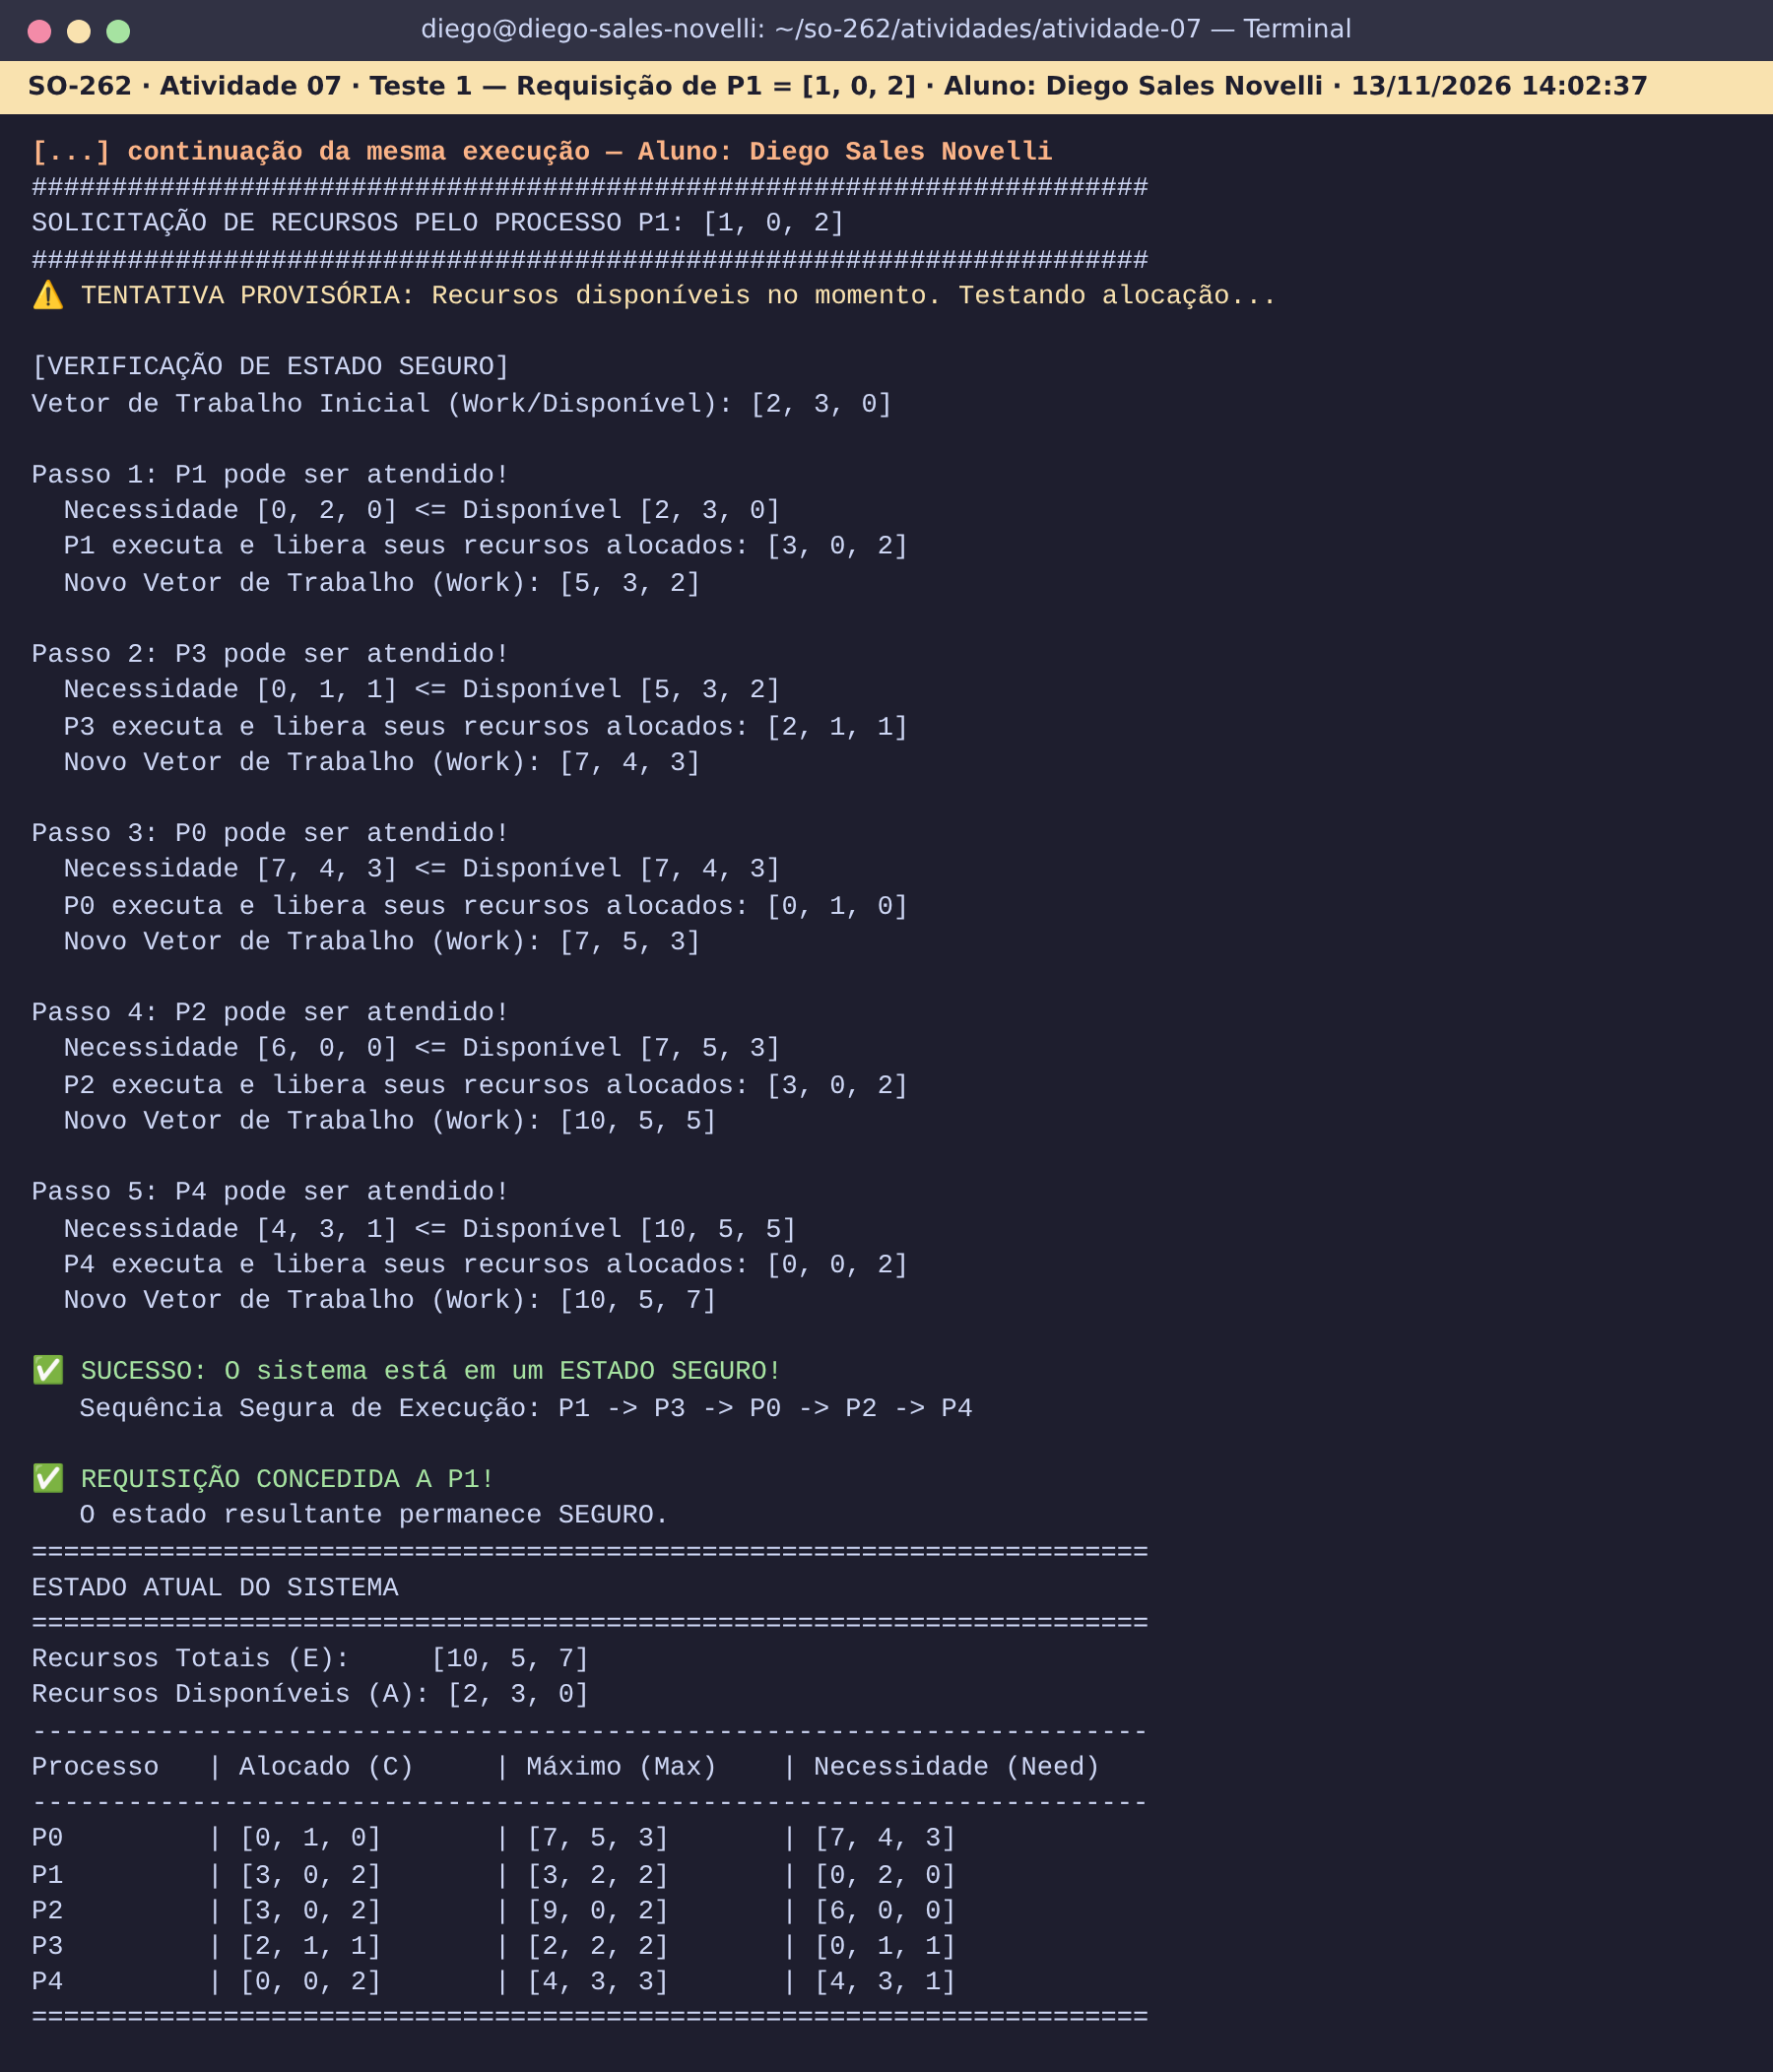 diego@diego-sales-novelli: ~/so-262/atividades/atividade-07 — Terminal
SO-262 · Atividade 07 · Teste 1 — Requisição de P1 = [1, 0, 2] · Aluno: Diego Sales Novelli · 13/11/2026 14:02:37
[...] continuação da mesma execução — Aluno: Diego Sales Novelli
######################################################################
SOLICITAÇÃO DE RECURSOS PELO PROCESSO P1: [1, 0, 2]
######################################################################
⚠️ TENTATIVA PROVISÓRIA: Recursos disponíveis no momento. Testando alocação...

[VERIFICAÇÃO DE ESTADO SEGURO]
Vetor de Trabalho Inicial (Work/Disponível): [2, 3, 0]

Passo 1: P1 pode ser atendido!
  Necessidade [0, 2, 0] <= Disponível [2, 3, 0]
  P1 executa e libera seus recursos alocados: [3, 0, 2]
  Novo Vetor de Trabalho (Work): [5, 3, 2]

Passo 2: P3 pode ser atendido!
  Necessidade [0, 1, 1] <= Disponível [5, 3, 2]
  P3 executa e libera seus recursos alocados: [2, 1, 1]
  Novo Vetor de Trabalho (Work): [7, 4, 3]

Passo 3: P0 pode ser atendido!
  Necessidade [7, 4, 3] <= Disponível [7, 4, 3]
  P0 executa e libera seus recursos alocados: [0, 1, 0]
  Novo Vetor de Trabalho (Work): [7, 5, 3]

Passo 4: P2 pode ser atendido!
  Necessidade [6, 0, 0] <= Disponível [7, 5, 3]
  P2 executa e libera seus recursos alocados: [3, 0, 2]
  Novo Vetor de Trabalho (Work): [10, 5, 5]

Passo 5: P4 pode ser atendido!
  Necessidade [4, 3, 1] <= Disponível [10, 5, 5]
  P4 executa e libera seus recursos alocados: [0, 0, 2]
  Novo Vetor de Trabalho (Work): [10, 5, 7]

✅ SUCESSO: O sistema está em um ESTADO SEGURO!
   Sequência Segura de Execução: P1 -> P3 -> P0 -> P2 -> P4

✅ REQUISIÇÃO CONCEDIDA A P1!
   O estado resultante permanece SEGURO.
======================================================================
ESTADO ATUAL DO SISTEMA
======================================================================
Recursos Totais (E):     [10, 5, 7]
Recursos Disponíveis (A): [2, 3, 0]
----------------------------------------------------------------------
Processo   | Alocado (C)     | Máximo (Max)    | Necessidade (Need)
----------------------------------------------------------------------
P0         | [0, 1, 0]       | [7, 5, 3]       | [7, 4, 3]
P1         | [3, 0, 2]       | [3, 2, 2]       | [0, 2, 0]
P2         | [3, 0, 2]       | [9, 0, 2]       | [6, 0, 0]
P3         | [2, 1, 1]       | [2, 2, 2]       | [0, 1, 1]
P4         | [0, 0, 2]       | [4, 3, 3]       | [4, 3, 1]
======================================================================